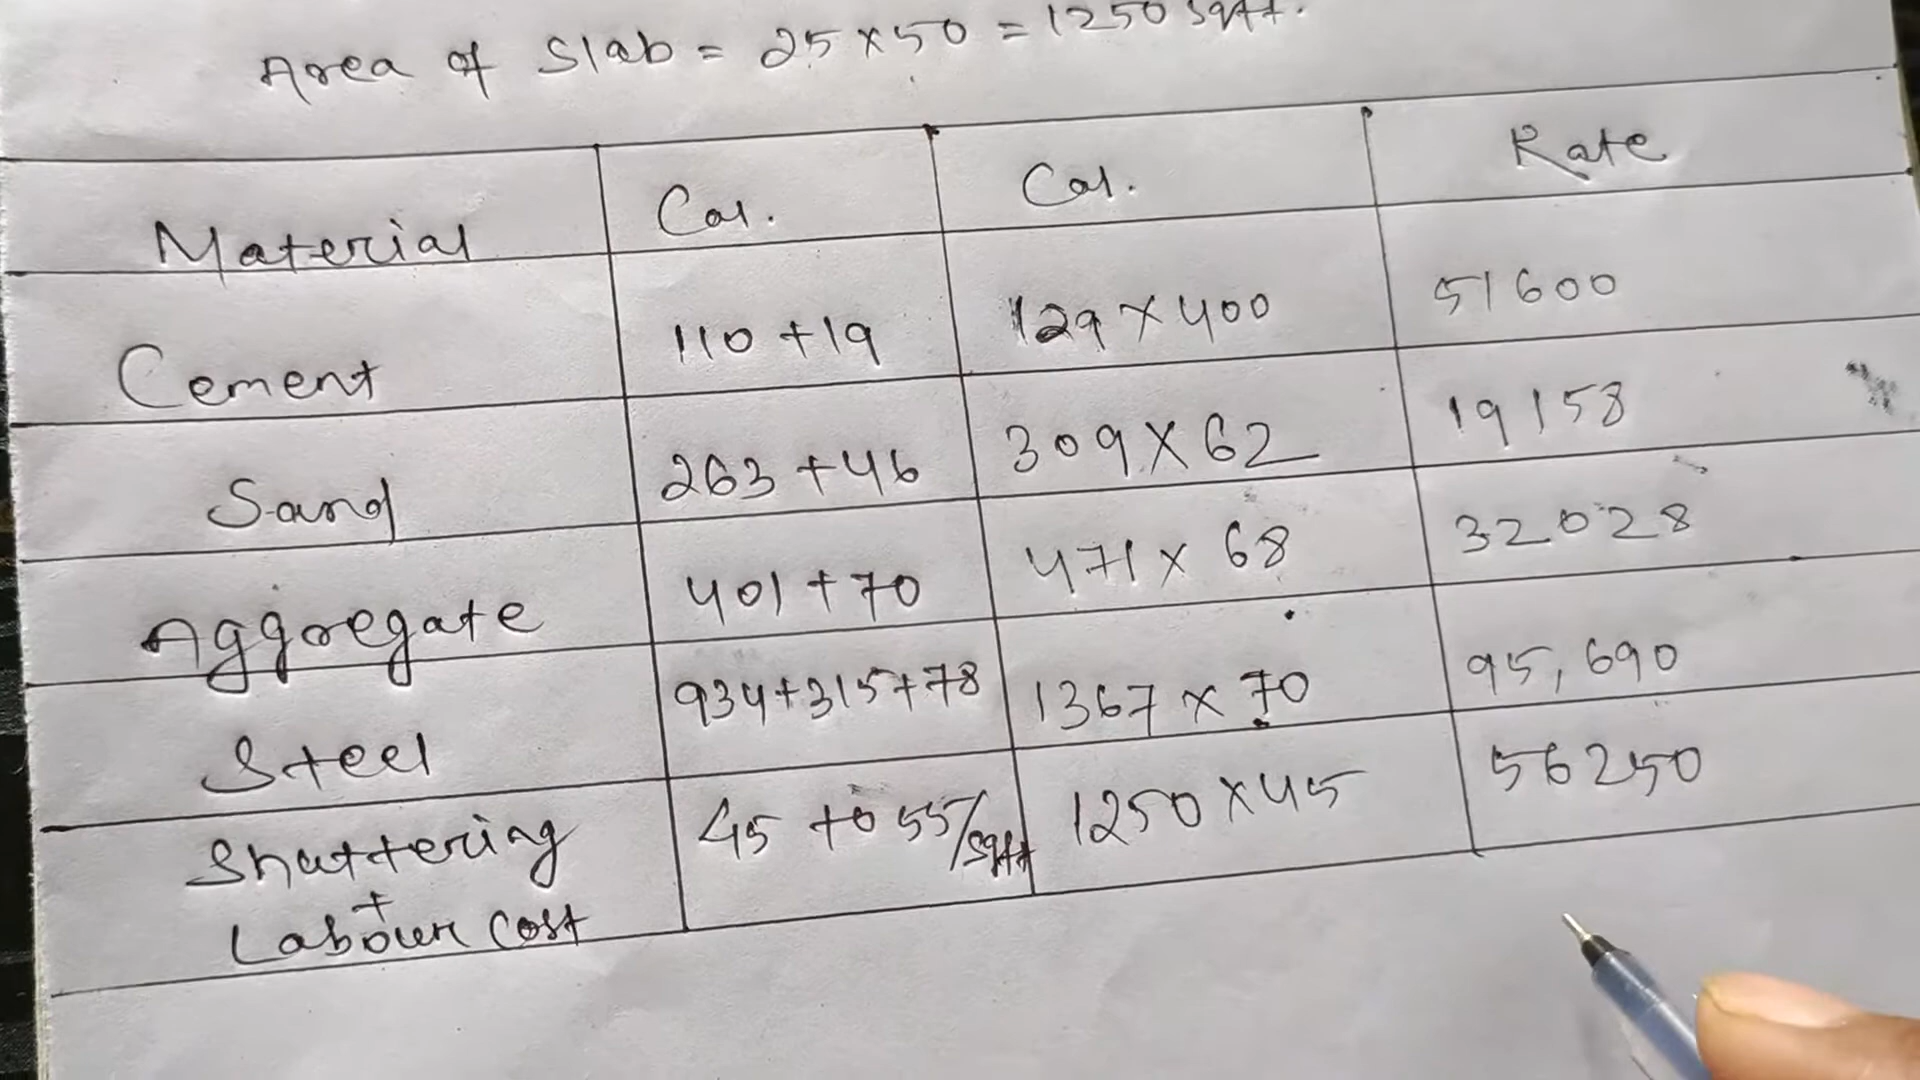 Area of Slab = 25 × 50 = 1250 sqft.
Material Cal. Cal. Rate
Cement 110 + 19 129 × 400 51600
Sand 263 + 46 309 × 62 19158
Aggregate 401 + 70 471 × 68 32028
Steel 934+315+78 1367 × 70 95,690
Shuttering + Labour cost 45 to 55/sqft 1250 × 45 56250